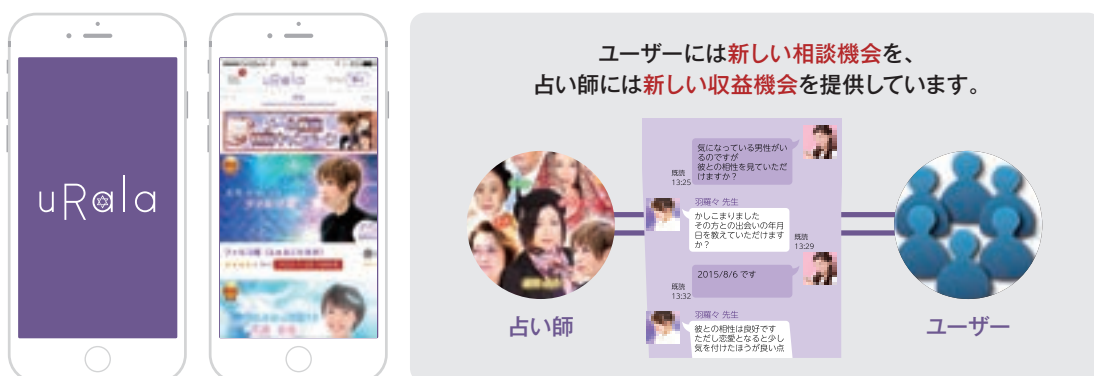 uRala
uRala
ユーザーには新しい相談機会を、
占い師には新しい収益機会を提供しています。
気になっている男性がい
るのですが
彼との相性を見ていただ
けますか？
既読
13:25
羽羅々 先生
かしこまりました
その方との出会いの年月
日を教えていただけます
か？
既読
13:29
2015/8/6 です
既読
13:32
羽羅々 先生
彼との相性は良好です
ただし恋愛となると少し
気を付けたほうが良い点
占い師
ユーザー